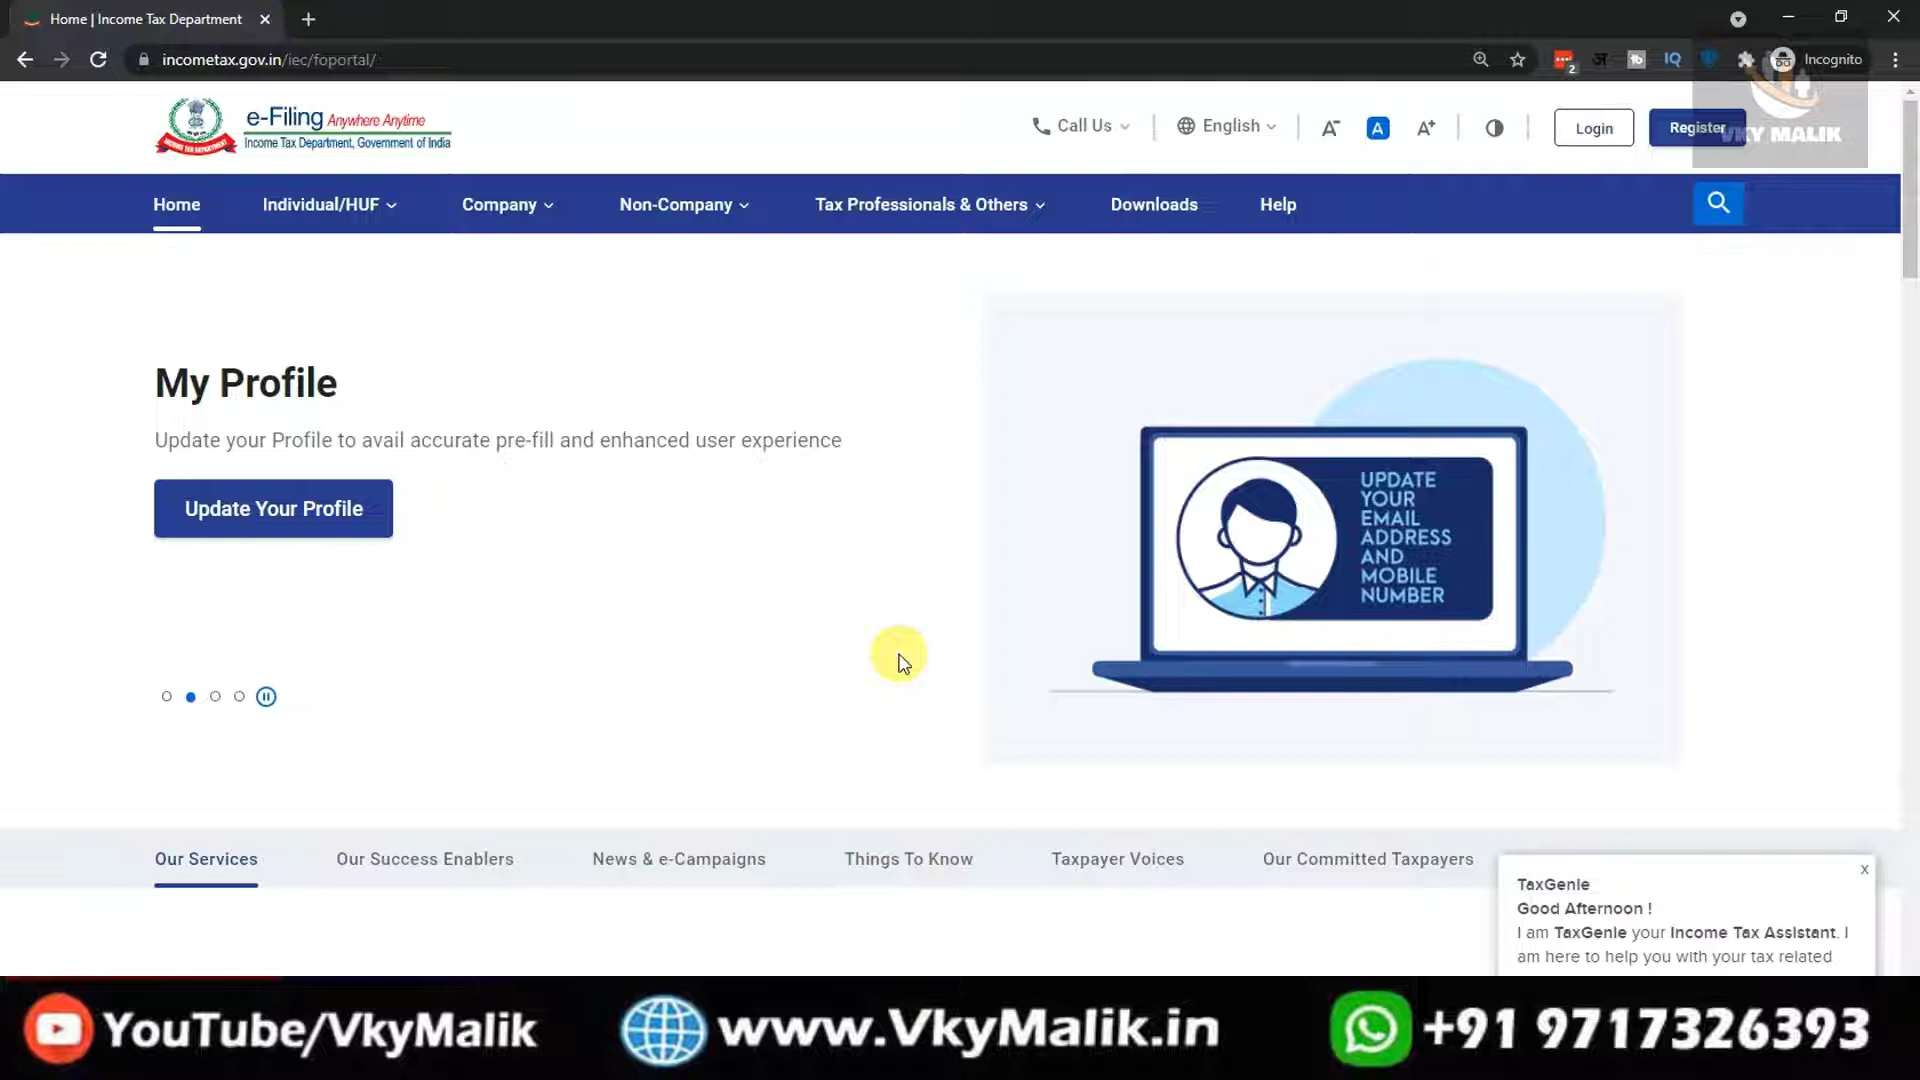 Home | Income Tax Department
incometax.gov.in/iec/foportal/
2
IQ
Incognito
e-Filing Anywhere Anytime
Income Tax Department, Government of India
INCOME TAX DEPARTMENT
Call Us
English
A-
A
A+
Login
Register
VKY MALIK
Home
Individual/HUF
Company
Non-Company
Tax Professionals & Others
Downloads
Help
My Profile
Update your Profile to avail accurate pre-fill and enhanced user experience
Update Your Profile
UPDATE
YOUR
EMAIL
ADDRESS
AND
MOBILE
NUMBER
Our Services
Our Success Enablers
News & e-Campaigns
Things To Know
Taxpayer Voices
Our Committed Taxpayers
x
TaxGenie
Good Afternoon !
I am TaxGenie your Income Tax Assistant. I
am here to help you with your tax related
YouTube/VkyMalik
www.VkyMalik.in
+91 9717326393